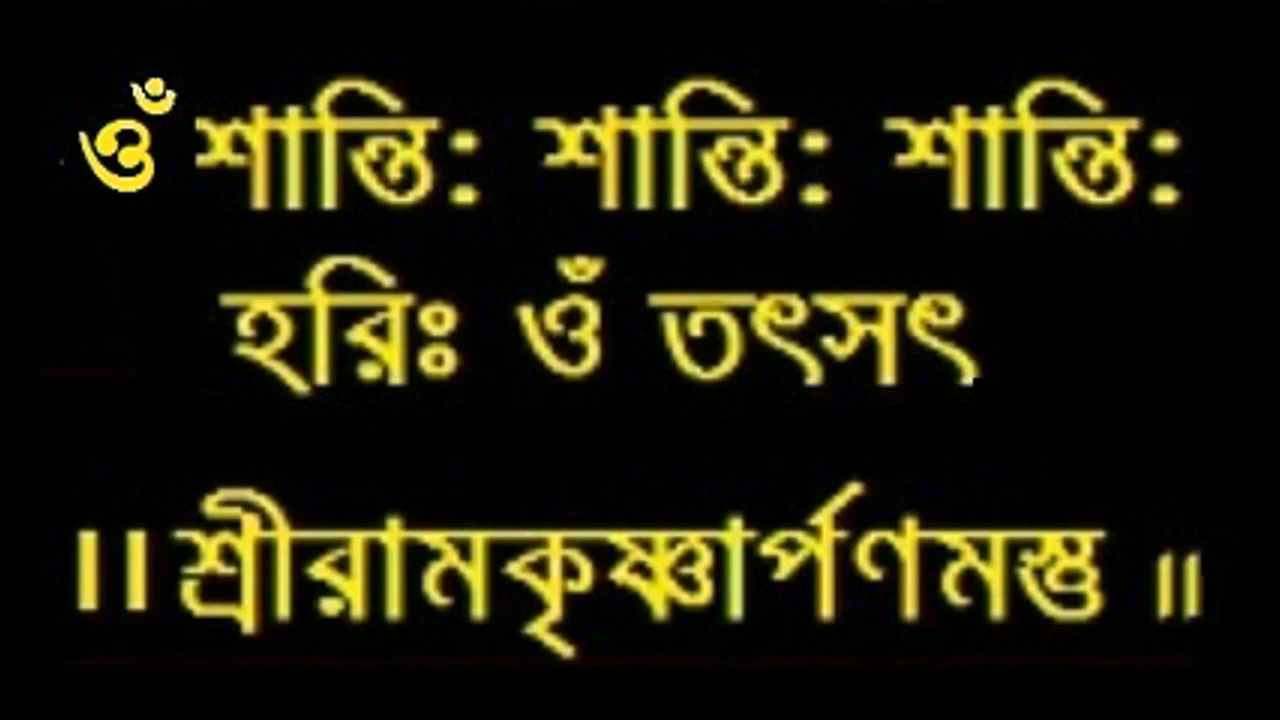 ওঁ শান্তি: শান্তি: শান্তি:
হরিঃ ওঁ তৎসৎ
।। শ্রীরামকৃষ্ণার্পণমস্তু ॥